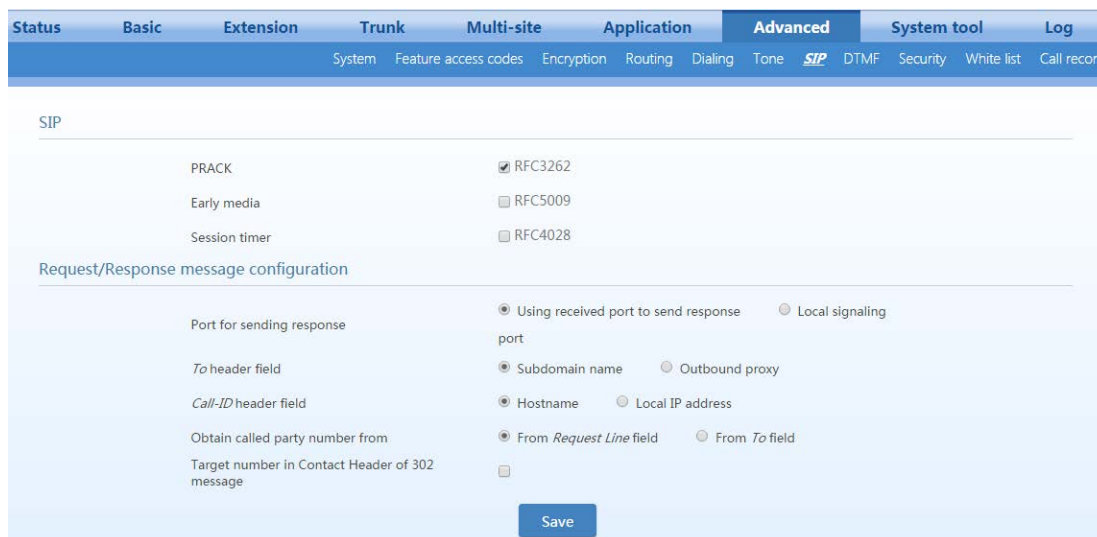 Status Basic Extension Trunk Multi-site Application Advanced System tool Log
System Feature access codes Encryption Routing Dialing Tone SIP DTMF Security White list Call recor
SIP
PRACK RFC3262
Early media RFC5009
Session timer RFC4028
Request/Response message configuration
Port for sending response Using received port to send response Local signaling
port
To header field Subdomain name Outbound proxy
Call-ID header field Hostname Local IP address
Obtain called party number from From Request Line field From To field
Target number in Contact Header of 302
message
Save